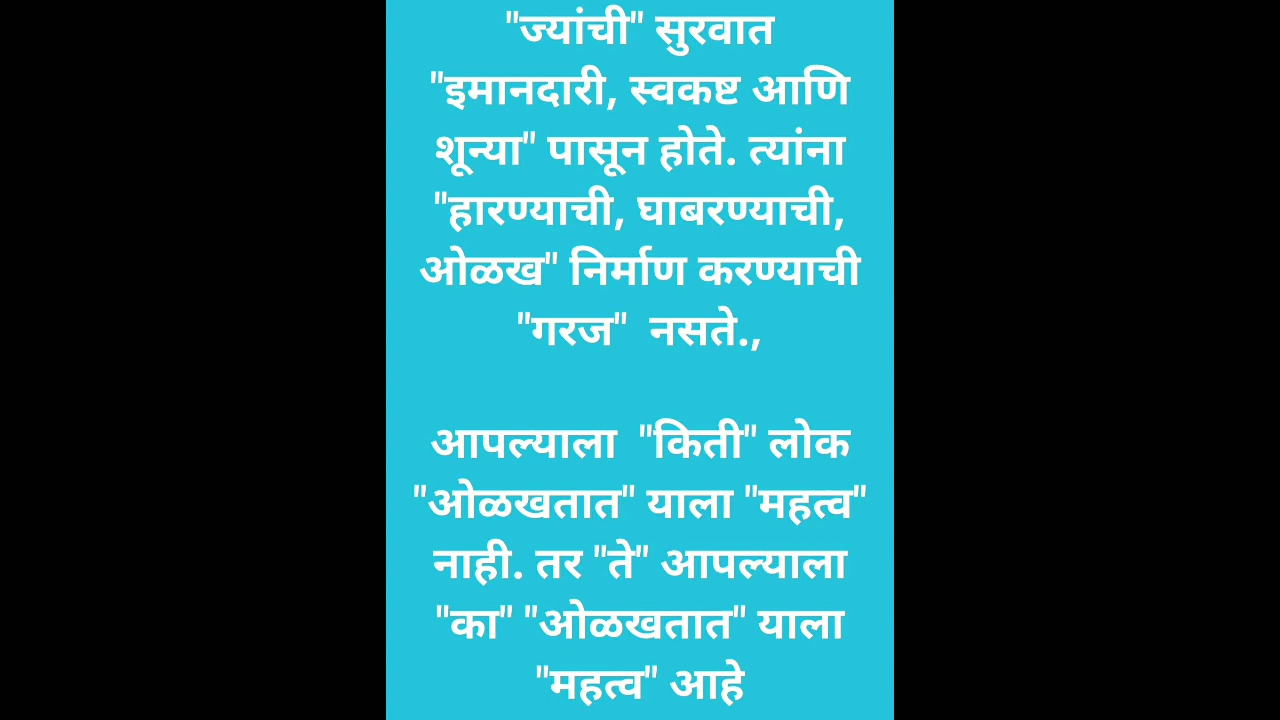 "ज्यांची" सुरवात
"इमानदारी, स्वकष्ट आणि
शून्या" पासून होते. त्यांना
"हारण्याची, घाबरण्याची,
ओळख" निर्माण करण्याची
"गरज"  नसते.,
आपल्याला  "किती" लोक
"ओळखतात" याला "महत्व"
नाही. तर "ते" आपल्याला
"का" "ओळखतात" याला
"महत्व" आहे